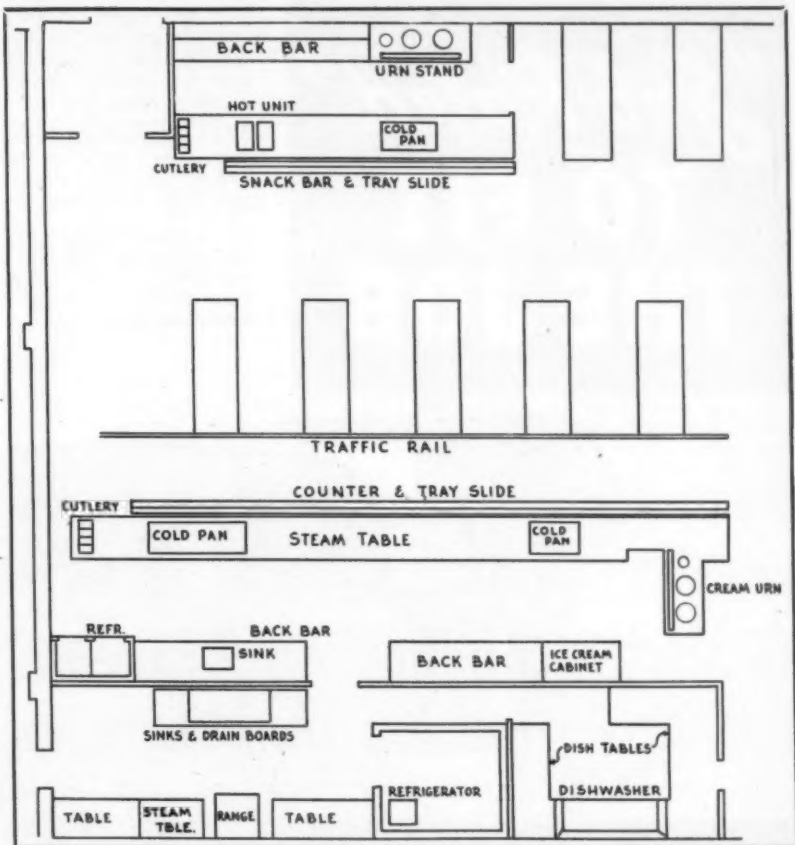 BACK BAR
URN STAND
HOT UNIT
COLD
PAN
CUTLERY
SNACK BAR & TRAY SLIDE
TRAFFIC RAIL
COUNTER & TRAY SLIDE
CUTLERY
COLD PAN
STEAM TABLE
COLD
PAN
CREAM URN
REFR.
BACK BAR
SINK
BACK BAR
ICE CREAM
CABINET
SINKS & DRAIN BOARDS
DISH TABLES
REFRIGERATOR
DISHWASHER
TABLE
STEAM
TBLE.
RANGE
TABLE